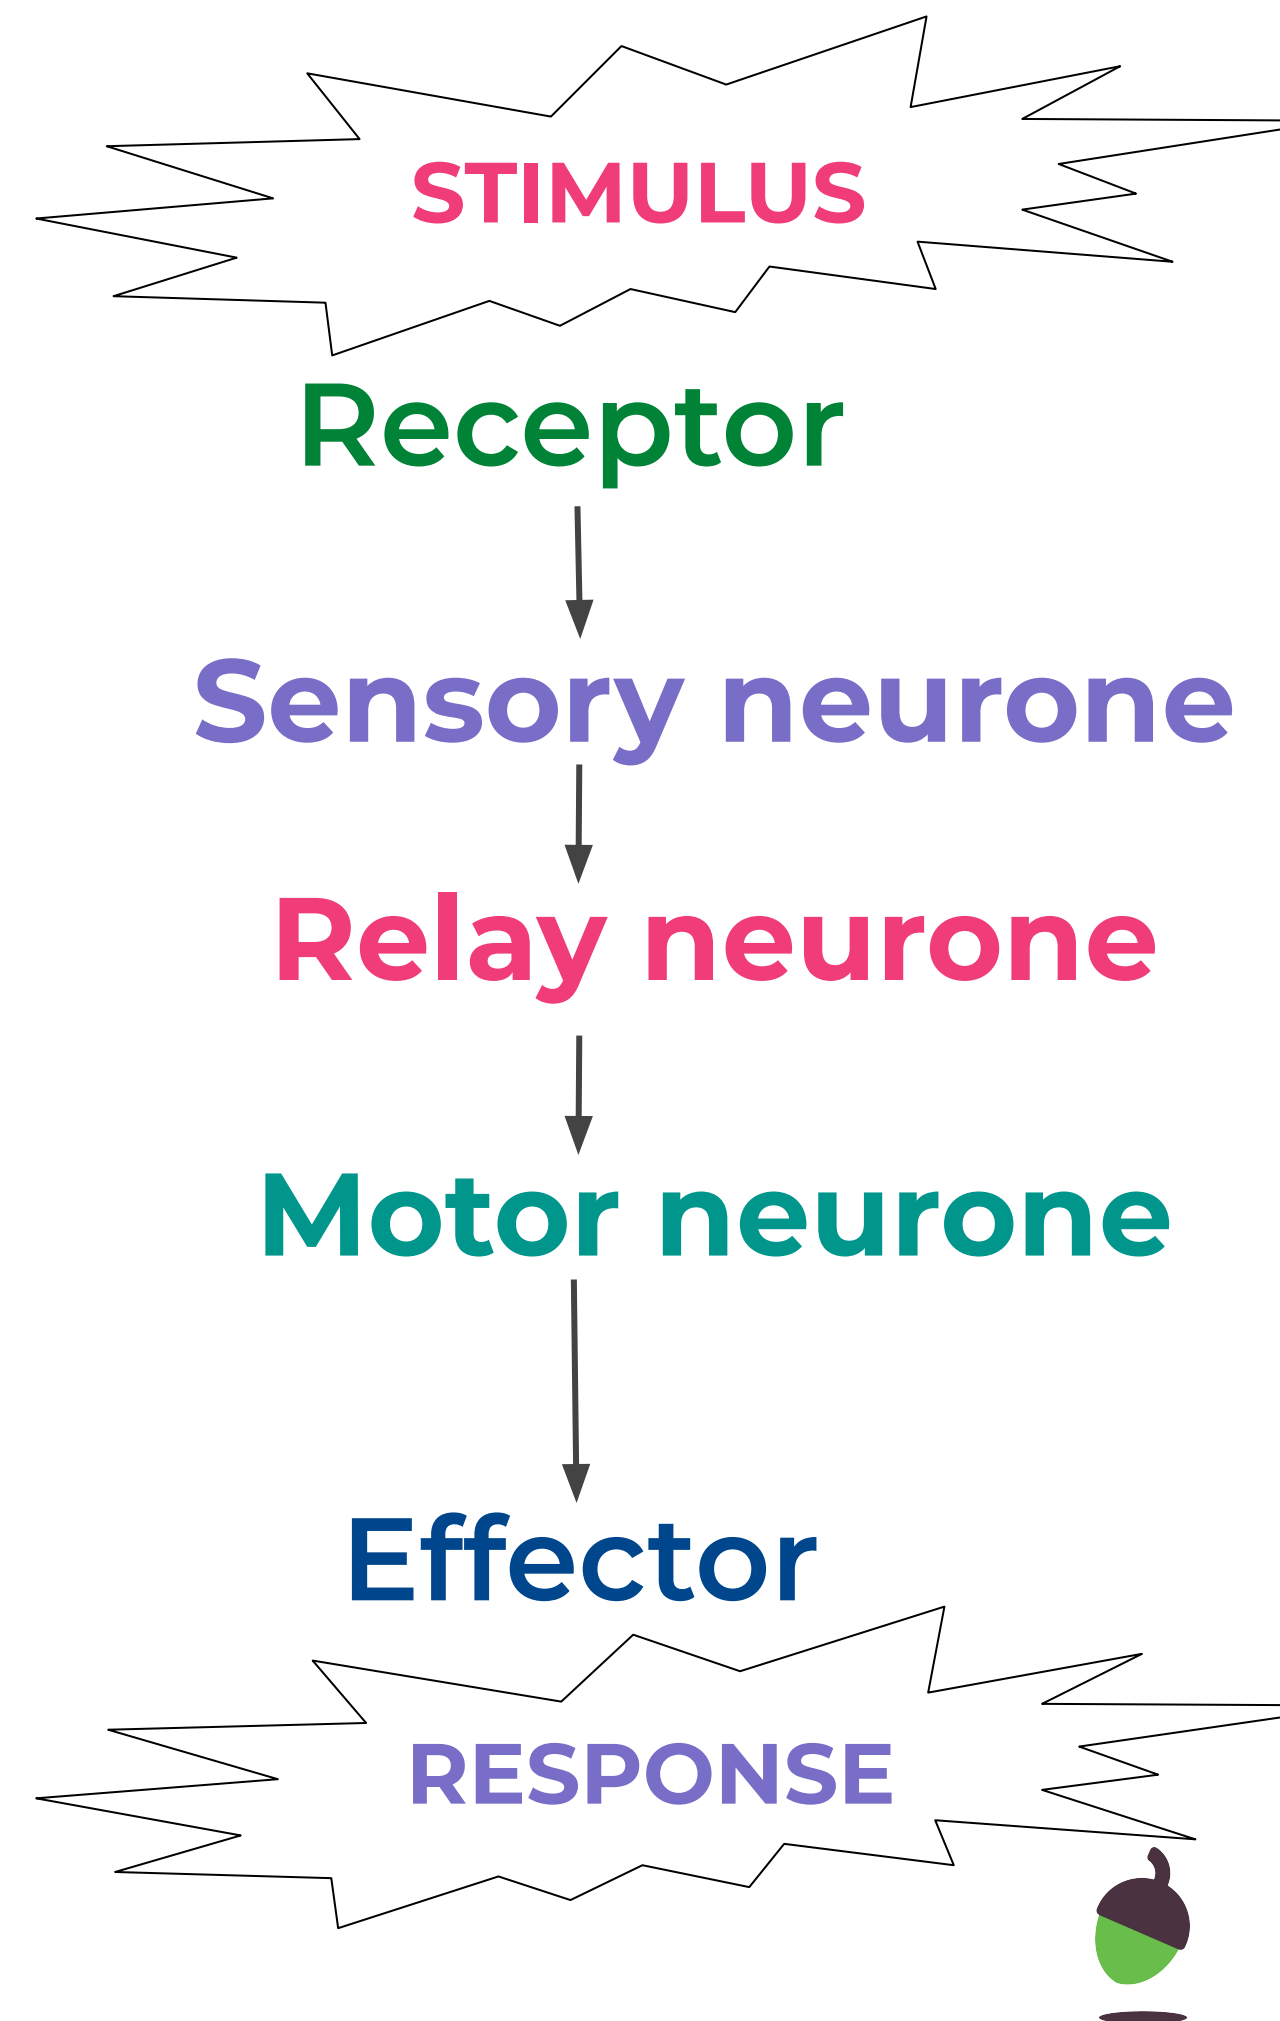 STIMULUS
Receptor
Sensory neurone
Relay neurone
Motor neurone
Effector
RESPONSE